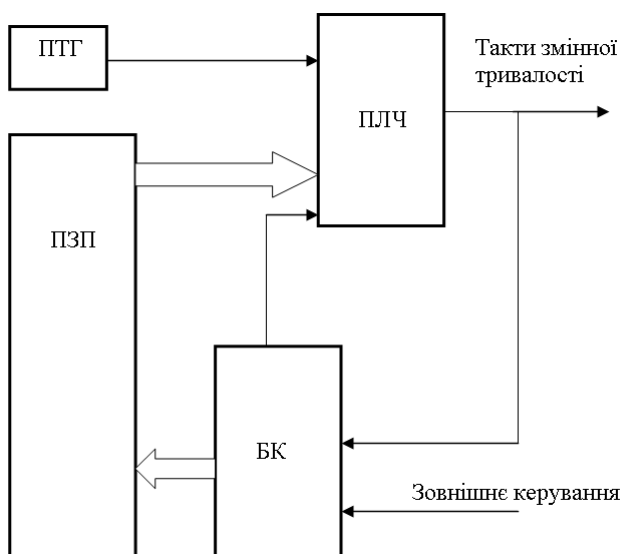 ПТГ
Такти змінної
тривалості
ПЛЧ
ПЗП
БК
Зовнішнє керування